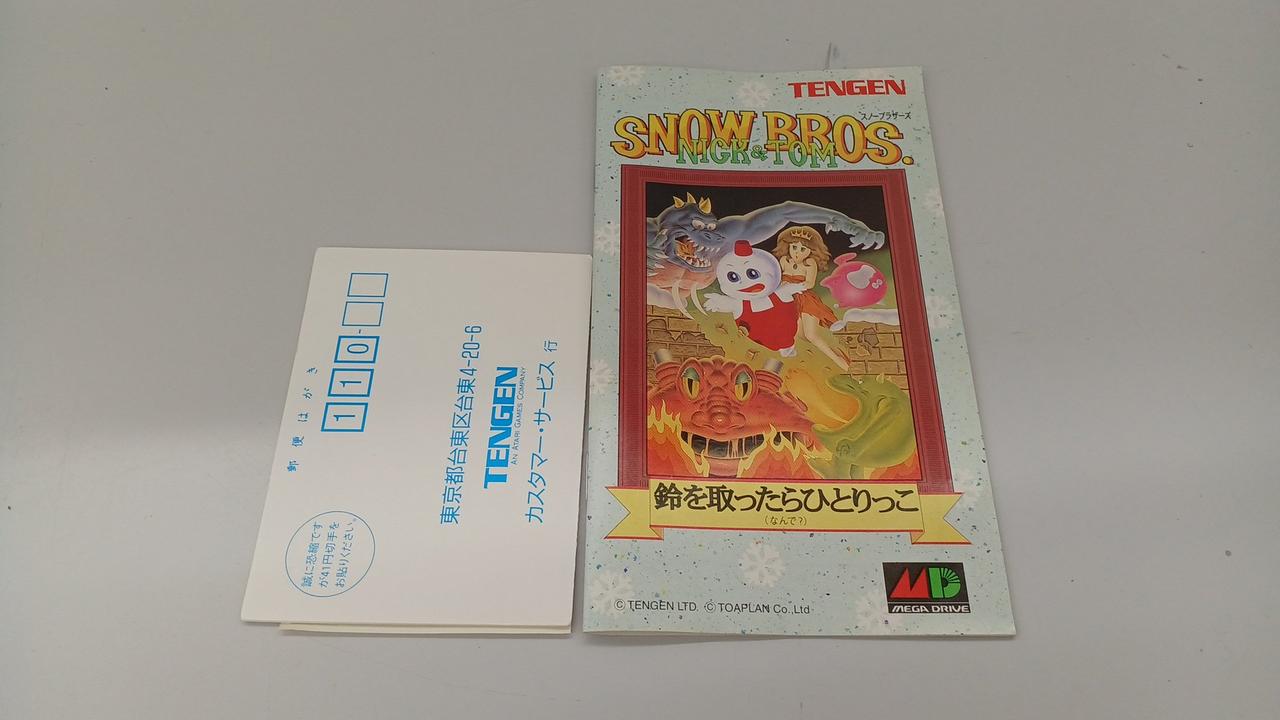 郵便はがき
110-
誠に恐縮です
が41円切手を
お貼りください。
東京都台東区台東4-20-6
TENGEN
AN ATARI GAMES COMPANY
カスタマー・サービス 行
TENGEN
スノーブラザーズ
SNOW BROS.
NICK & TOM
鈴を取ったらひとりっこ
(なんで?)
© TENGEN LTD. © TOAPLAN Co.,Ltd
MD
MEGA DRIVE